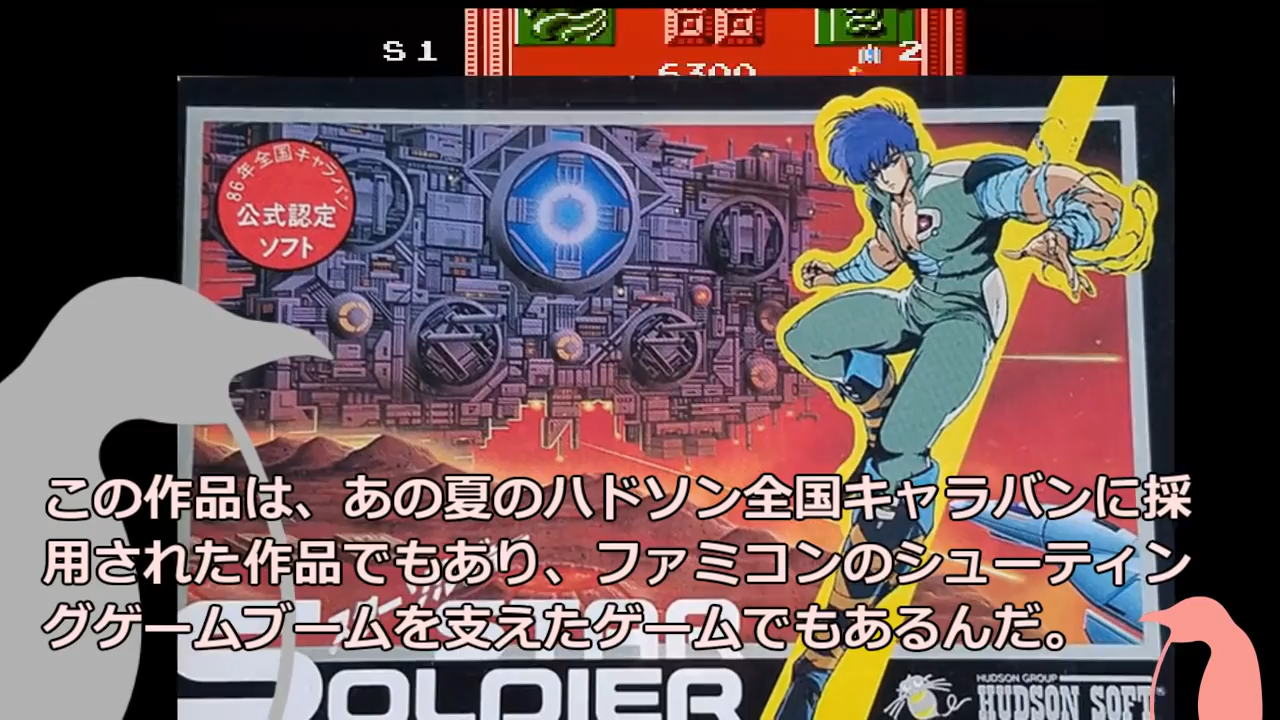 S 1
2
6300
86年全国キャラバン
公式認定
ソフト
この作品は、あの夏のハドソン全国キャラバンに採
用された作品でもあり、ファミコンのシューティン
グゲームブームを支えたゲームでもあるんだ。
STAR
SOLDIER
HUDSON GROUP
HUDSON SOFT